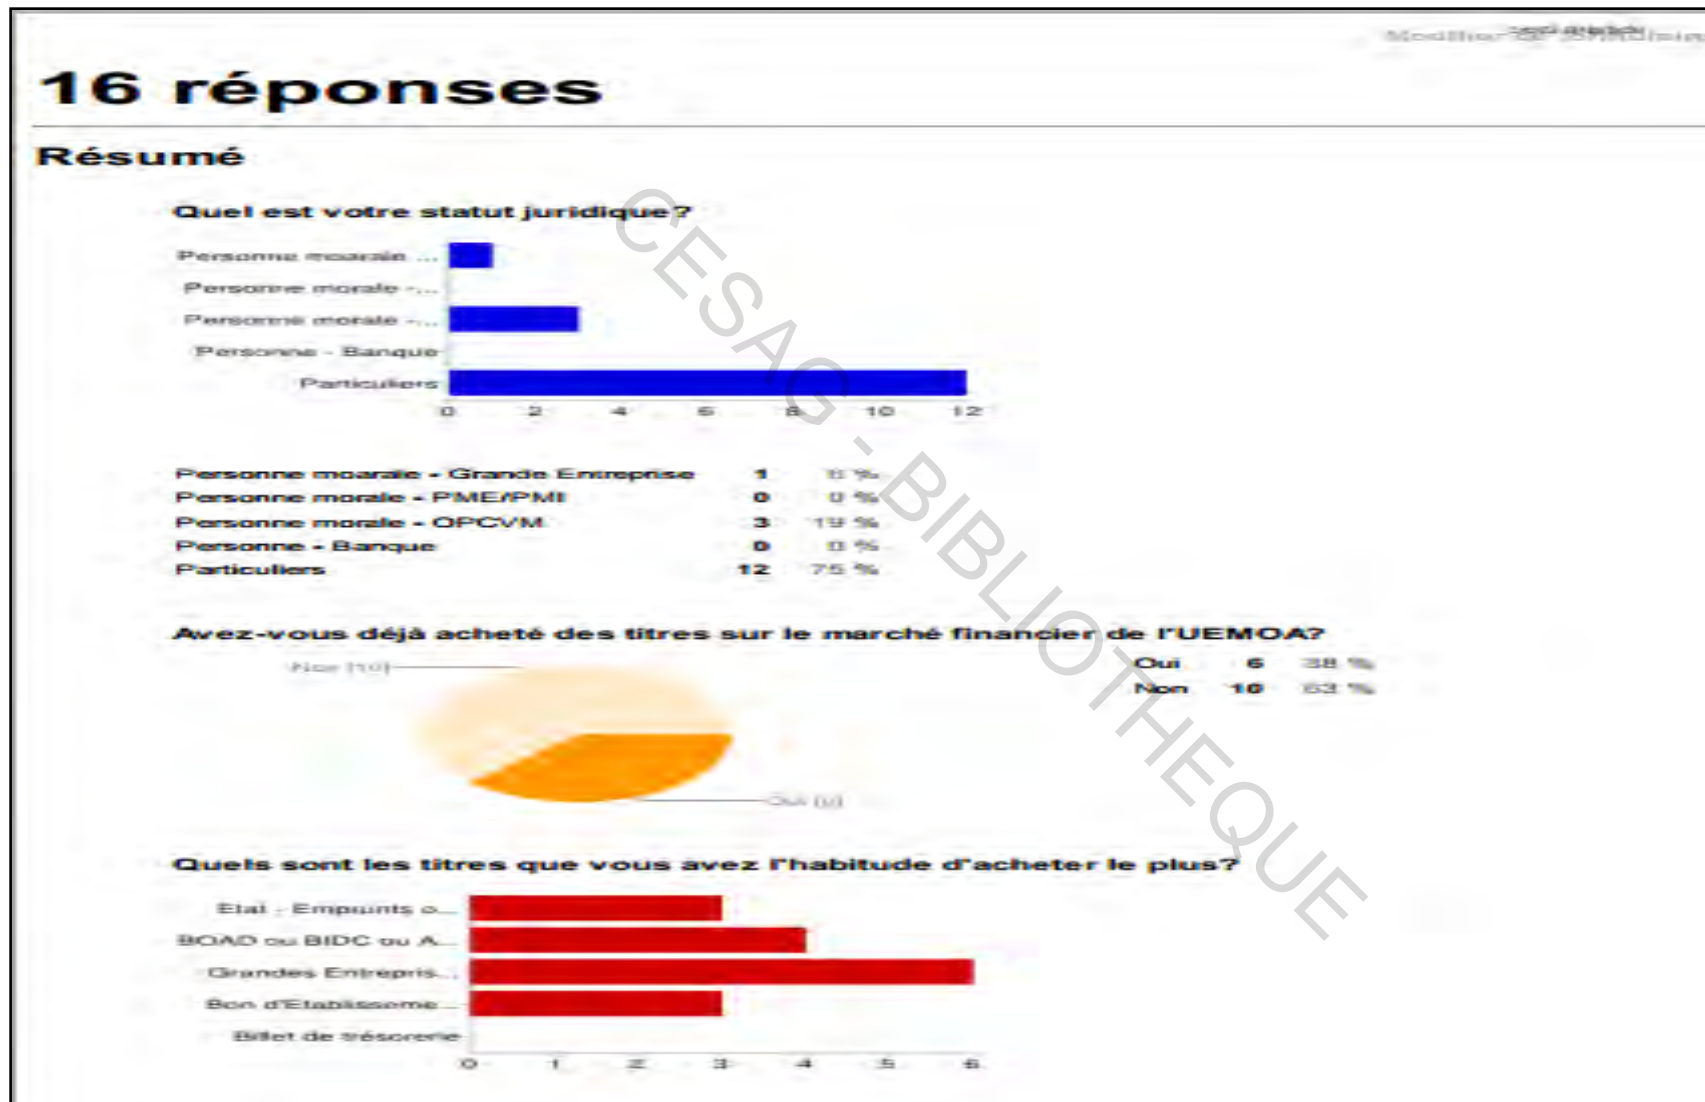 16 réponses
Résumé
Quel est votre statut juridique?
Personne moarale ...
Personne morale -...
Personne morale -...
Personne - Banque
Particuliers
0 2 4 6 8 10 12
Personne moarale - Grande Entreprise 1 6 %
Personne morale - PME/PMI 0 0 %
Personne morale - OPCVM 3 19 %
Personne - Banque 0 0 %
Particuliers 12 75 %
Avez-vous déjà acheté des titres sur le marché financier de l'UEMOA?
Non [10]
Oui 6 38 %
Non 10 63 %
Oui [6]
Quels sont les titres que vous avez l'habitude d'acheter le plus?
Etat - Emprunts o...
BOAD ou BIDC ou A...
Grandes Entrepris...
Bon d'Etablisseme...
Billet de trésorerie
0 1 2 3 4 5 6
CESAG - BIBLIOTHEQUE